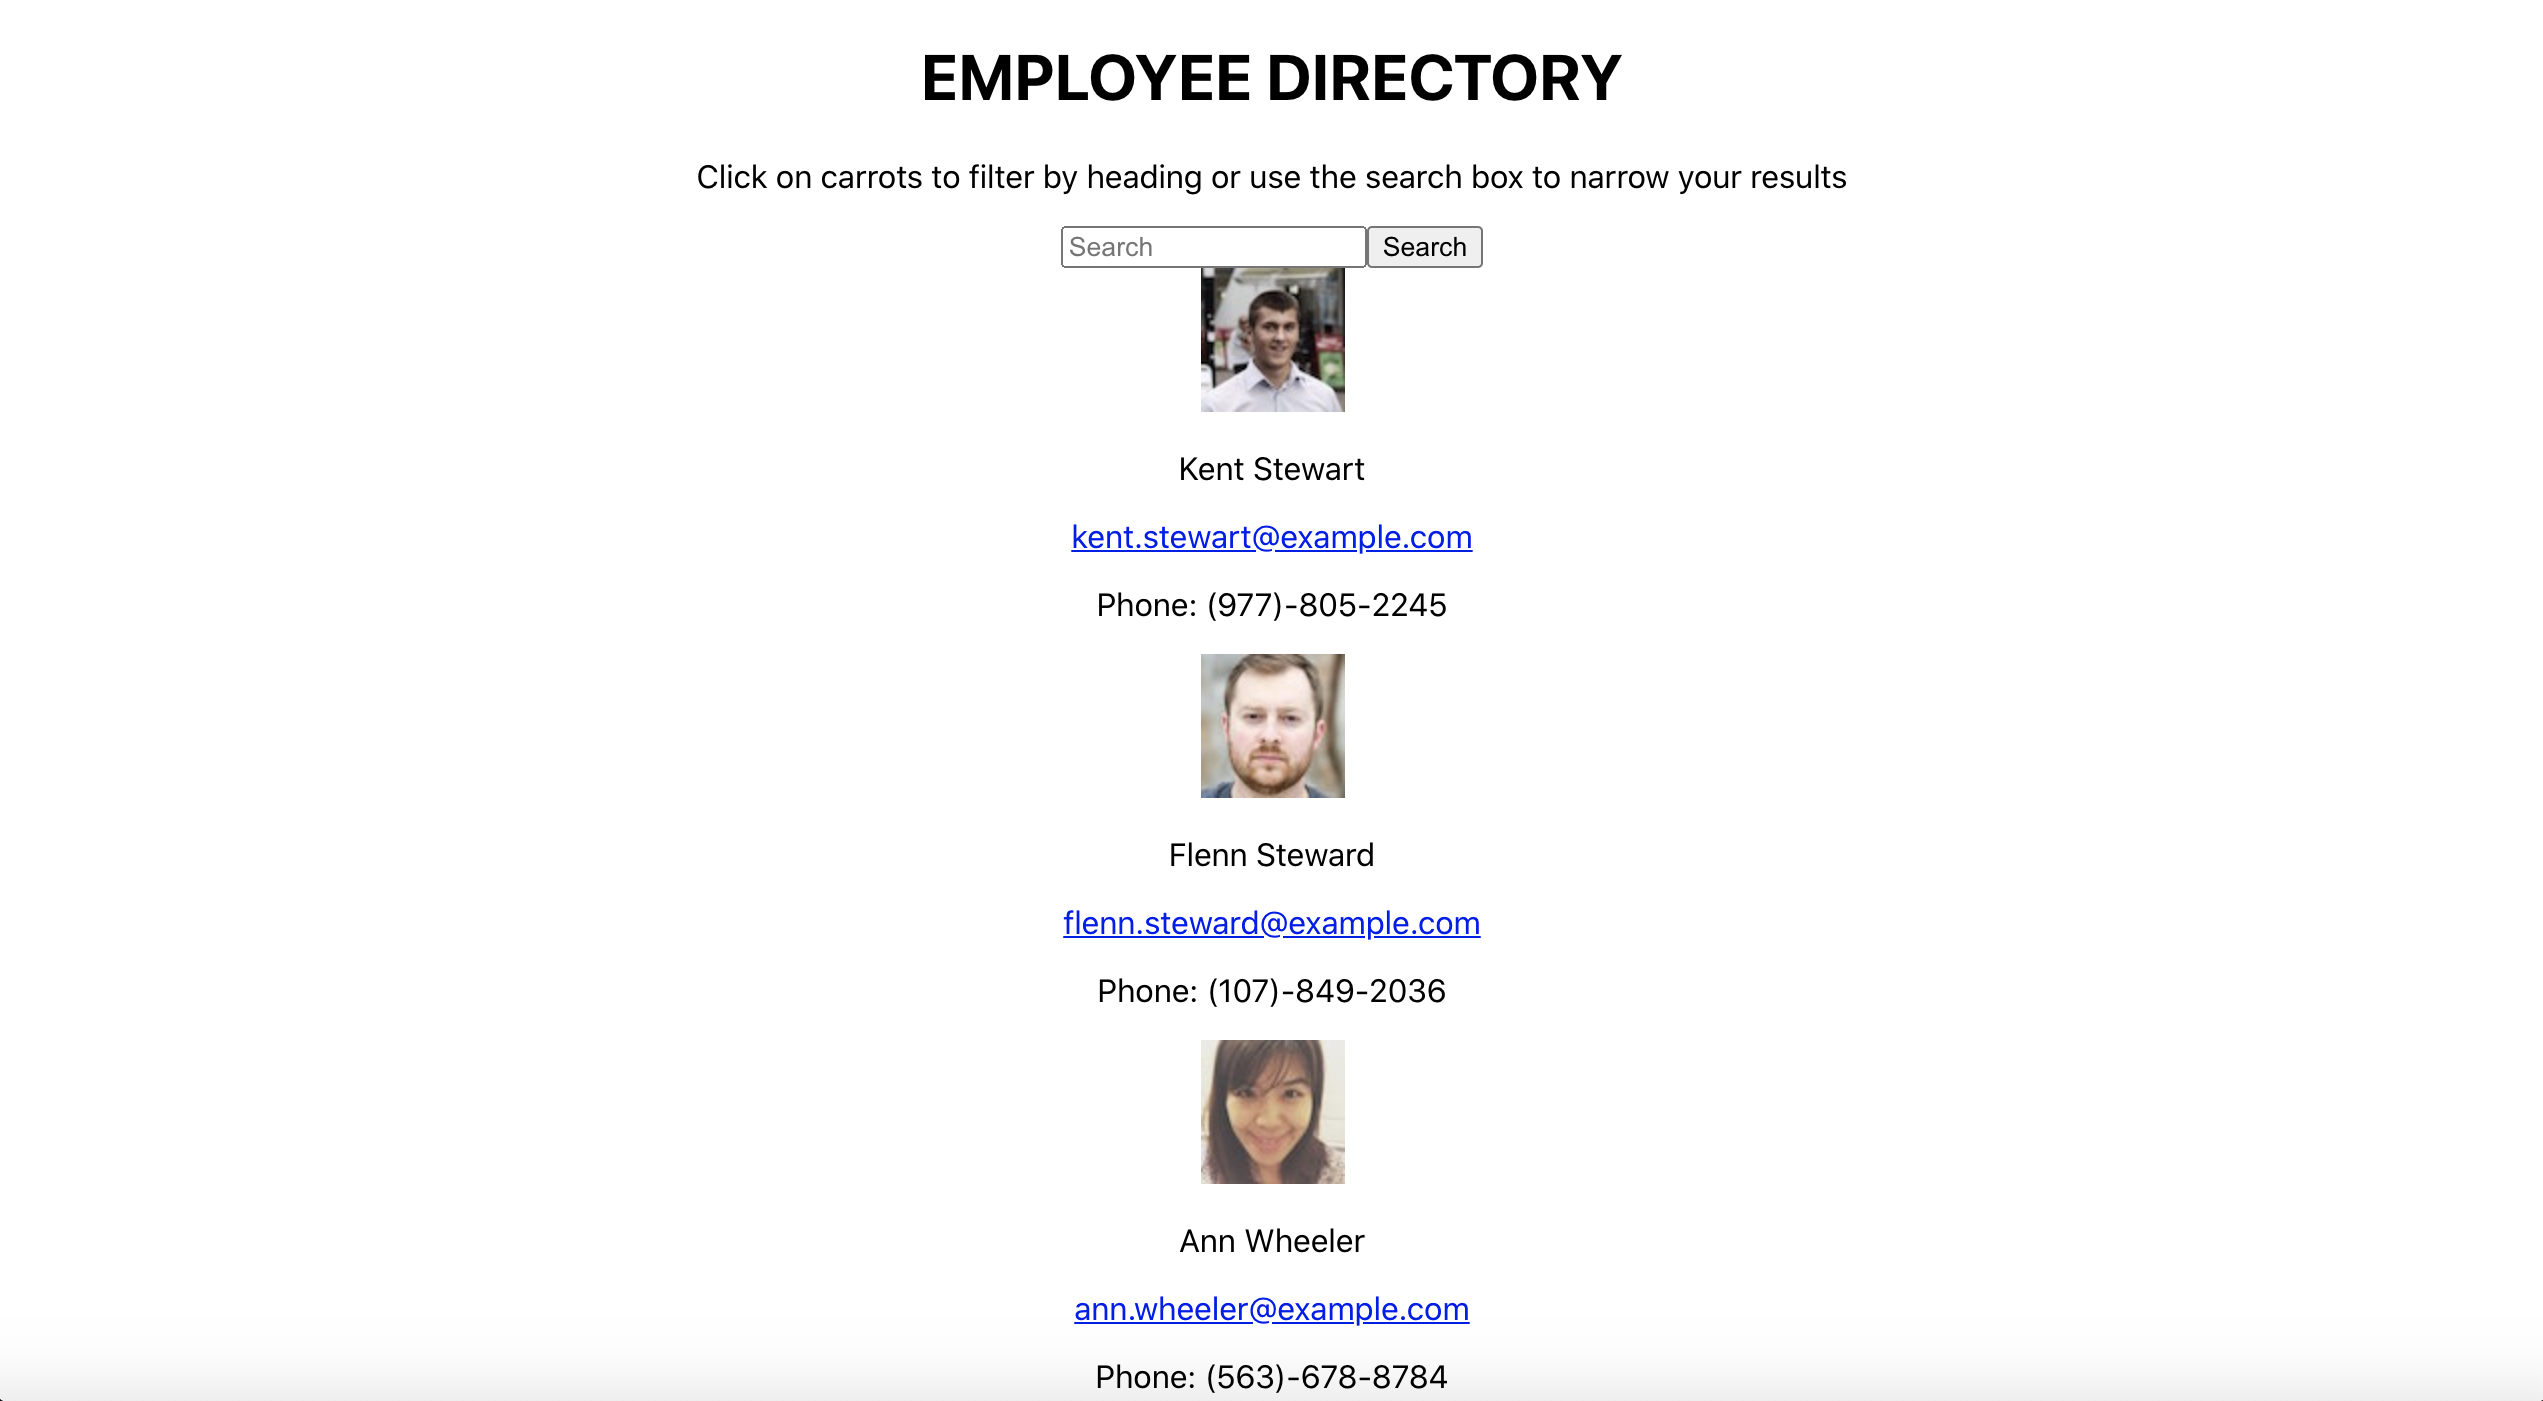 EMPLOYEE DIRECTORY
Click on carrots to filter by heading or use the search box to narrow your results
Search Search
Kent Stewart
kent.stewart@example.com
Phone: (977)-805-2245
Flenn Steward
flenn.steward@example.com
Phone: (107)-849-2036
Ann Wheeler
ann.wheeler@example.com
Phone: (563)-678-8784